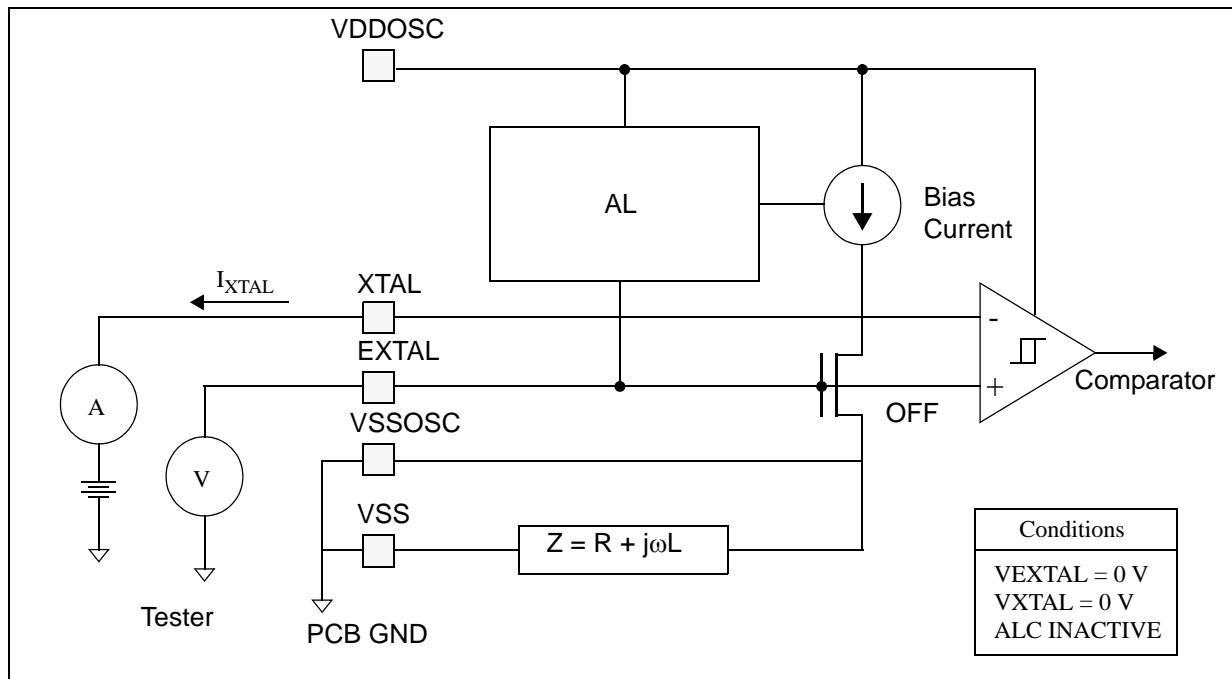 VDDOSC
AL
Bias
Current
I_XTAL
XTAL
-
EXTAL
A
Comparator
+
VSSOSC
OFF
V
VSS
Z = R + jωL
Tester
PCB GND
Conditions
VEXTAL = 0 V
VXTAL = 0 V
ALC INACTIVE